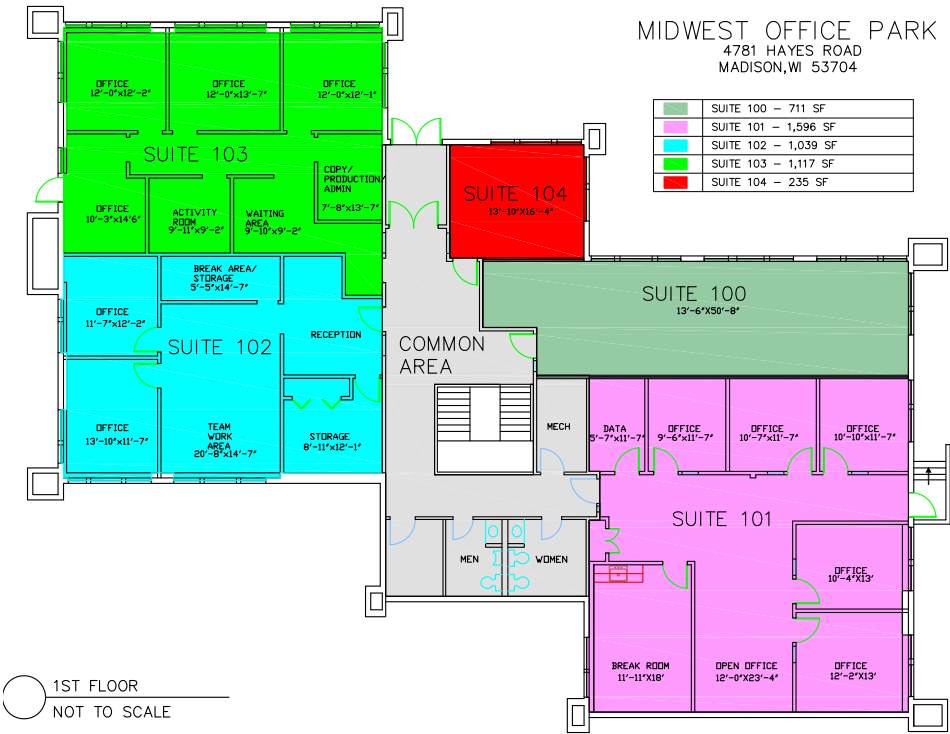 MIDWEST OFFICE PARK
4781 HAYES ROAD
MADISON,WI 53704
SUITE 100 - 711 SF
SUITE 101 - 1,596 SF
SUITE 102 - 1,039 SF
SUITE 103 - 1,117 SF
SUITE 104 - 235 SF
OFFICE
12'-0"x12'-2"
OFFICE
12'-0"x13'-7"
OFFICE
12'-0"x12'-1"
SUITE 103
COPY/
PRODUCTION/
ADMIN
7'-8"x13'-7"
OFFICE
10'-3"x14'6"
ACTIVITY
ROOM
9'-11"x9'-2"
WAITING
AREA
9'-10"x9'-2"
SUITE 104
13'-10"X16'-4"
BREAK AREA/
STORAGE
5'-5"x14'-7"
OFFICE
11'-7"x12'-2"
SUITE 102
RECEPTION
SUITE 100
13'-6"X50'-8"
COMMON
AREA
OFFICE
13'-10"x11'-7"
TEAM
WORK
AREA
20'-8"x14'-7"
STORAGE
8'-11"x12'-1"
MECH
DATA
5'-7"x11'-7"
OFFICE
9'-6"x11'-7"
OFFICE
10'-7"x11'-7"
OFFICE
10'-10"x11'-7"
SUITE 101
MEN
WOMEN
OFFICE
10'-4"X13'
BREAK ROOM
11'-11"X18'
OPEN OFFICE
12'-0"X23'-4"
OFFICE
12'-2"X13'
1ST FLOOR
NOT TO SCALE